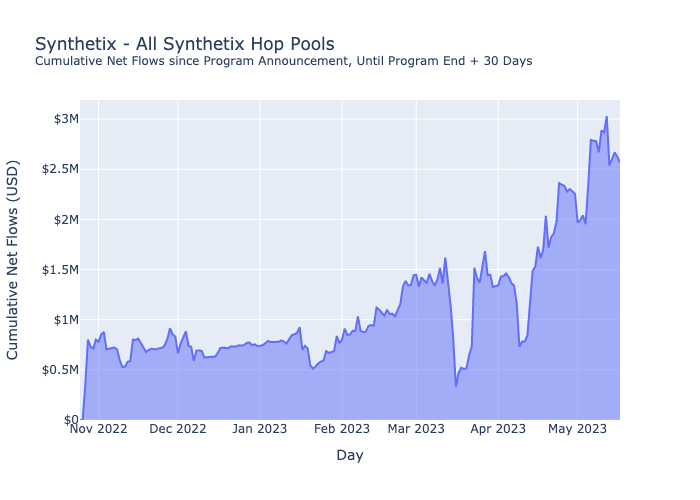 Synthetix - All Synthetix Hop Pools
Cumulative Net Flows since Program Announcement, Until Program End + 30 Days
Cumulative Net Flows (USD)
$3M
$2.5M
$2M
$1.5M
$1M
$0.5M
$0
Nov 2022 Dec 2022 Jan 2023 Feb 2023 Mar 2023 Apr 2023 May 2023
Day